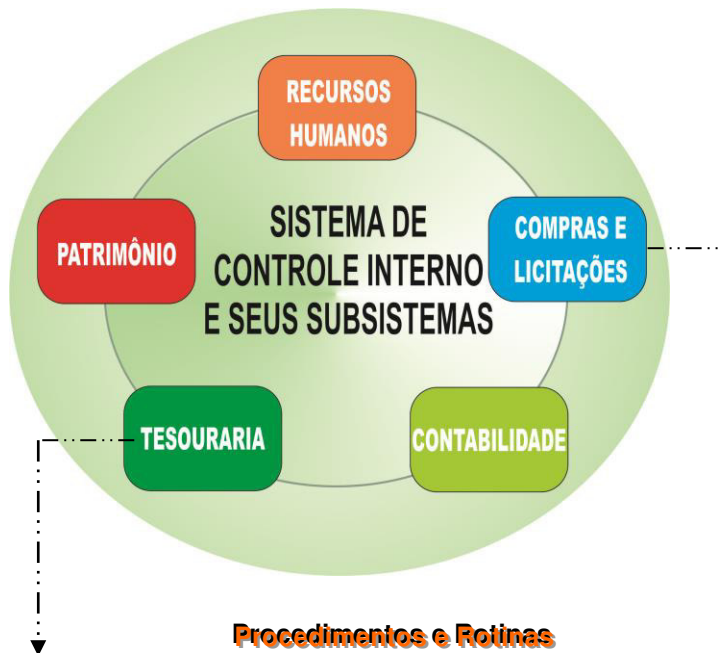 RECURSOS
HUMANOS
SISTEMA DE
CONTROLE INTERNO
E SEUS SUBSISTEMAS
PATRIMÔNIO
COMPRAS E
LICITAÇÕES
TESOURARIA
CONTABILIDADE
Procedimentos e Rotinas